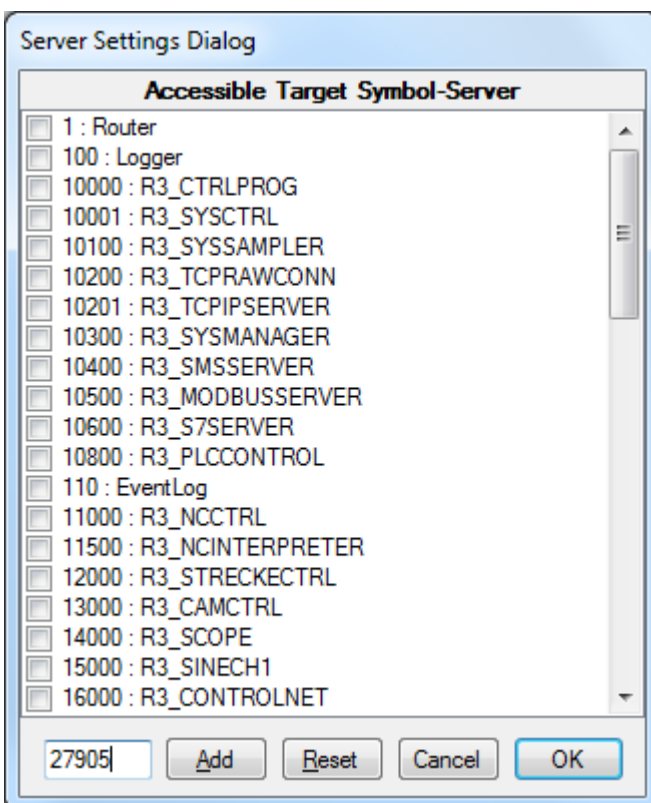 Server Settings Dialog
Accessible Target Symbol-Server
1 : Router
100 : Logger
10000 : R3_CTRLPROG
10001 : R3_SYSCTRL
10100 : R3_SYSSAMPLER
10200 : R3_TCPRAWCONN
10201 : R3_TCPIPSERVER
10300 : R3_SYSMANAGER
10400 : R3_SMSSERVER
10500 : R3_MODBUSSERVER
10600 : R3_S7SERVER
10800 : R3_PLCCONTROL
110 : EventLog
11000 : R3_NCCTRL
11500 : R3_NCINTERPRETER
12000 : R3_STRECKECTRL
13000 : R3_CAMCTRL
14000 : R3_SCOPE
15000 : R3_SINECH1
16000 : R3_CONTROLNET
27905 Add Reset Cancel OK